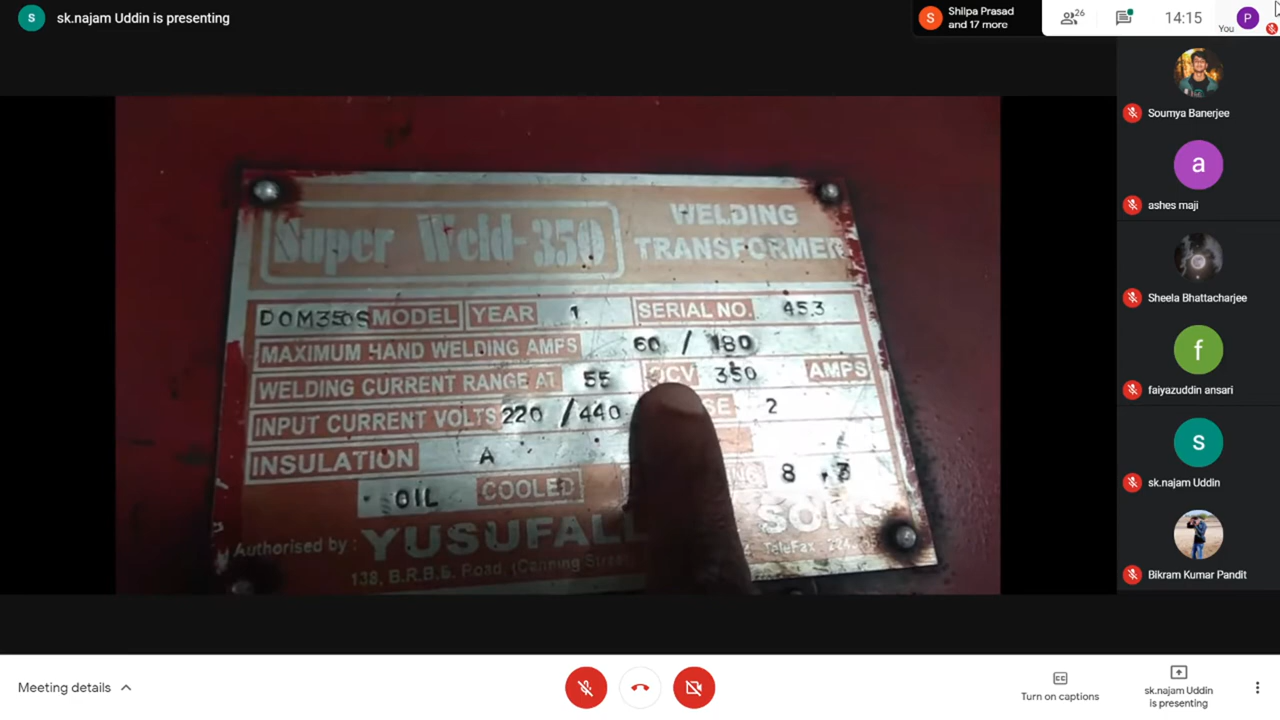 s sk.najam Uddin is presenting
S Shilpa Prasad
and 17 more
26
14:15
You
P
Soumya Banerjee
a
ashes maji
Sheela Bhattacharjee
f
faiyazuddin ansari
s
sk.najam Uddin
Bikram Kumar Pandit
Super Weld-350 WELDING
TRANSFORMER
DOM350S MODEL YEAR 1 SERIAL NO. 453
MAXIMUM HAND WELDING AMPS 60 / 180
WELDING CURRENT RANGE AT 55 OCV 350 AMPS
INPUT CURRENT VOLTS 220 / 440 2
INSULATION A
8 .3
OIL COOLED
SONS
Authorised by :
138, B.R.B.B. Road, (Canning Street) TeleFax
Meeting details
Turn on captions
sk.najam Uddin
is presenting